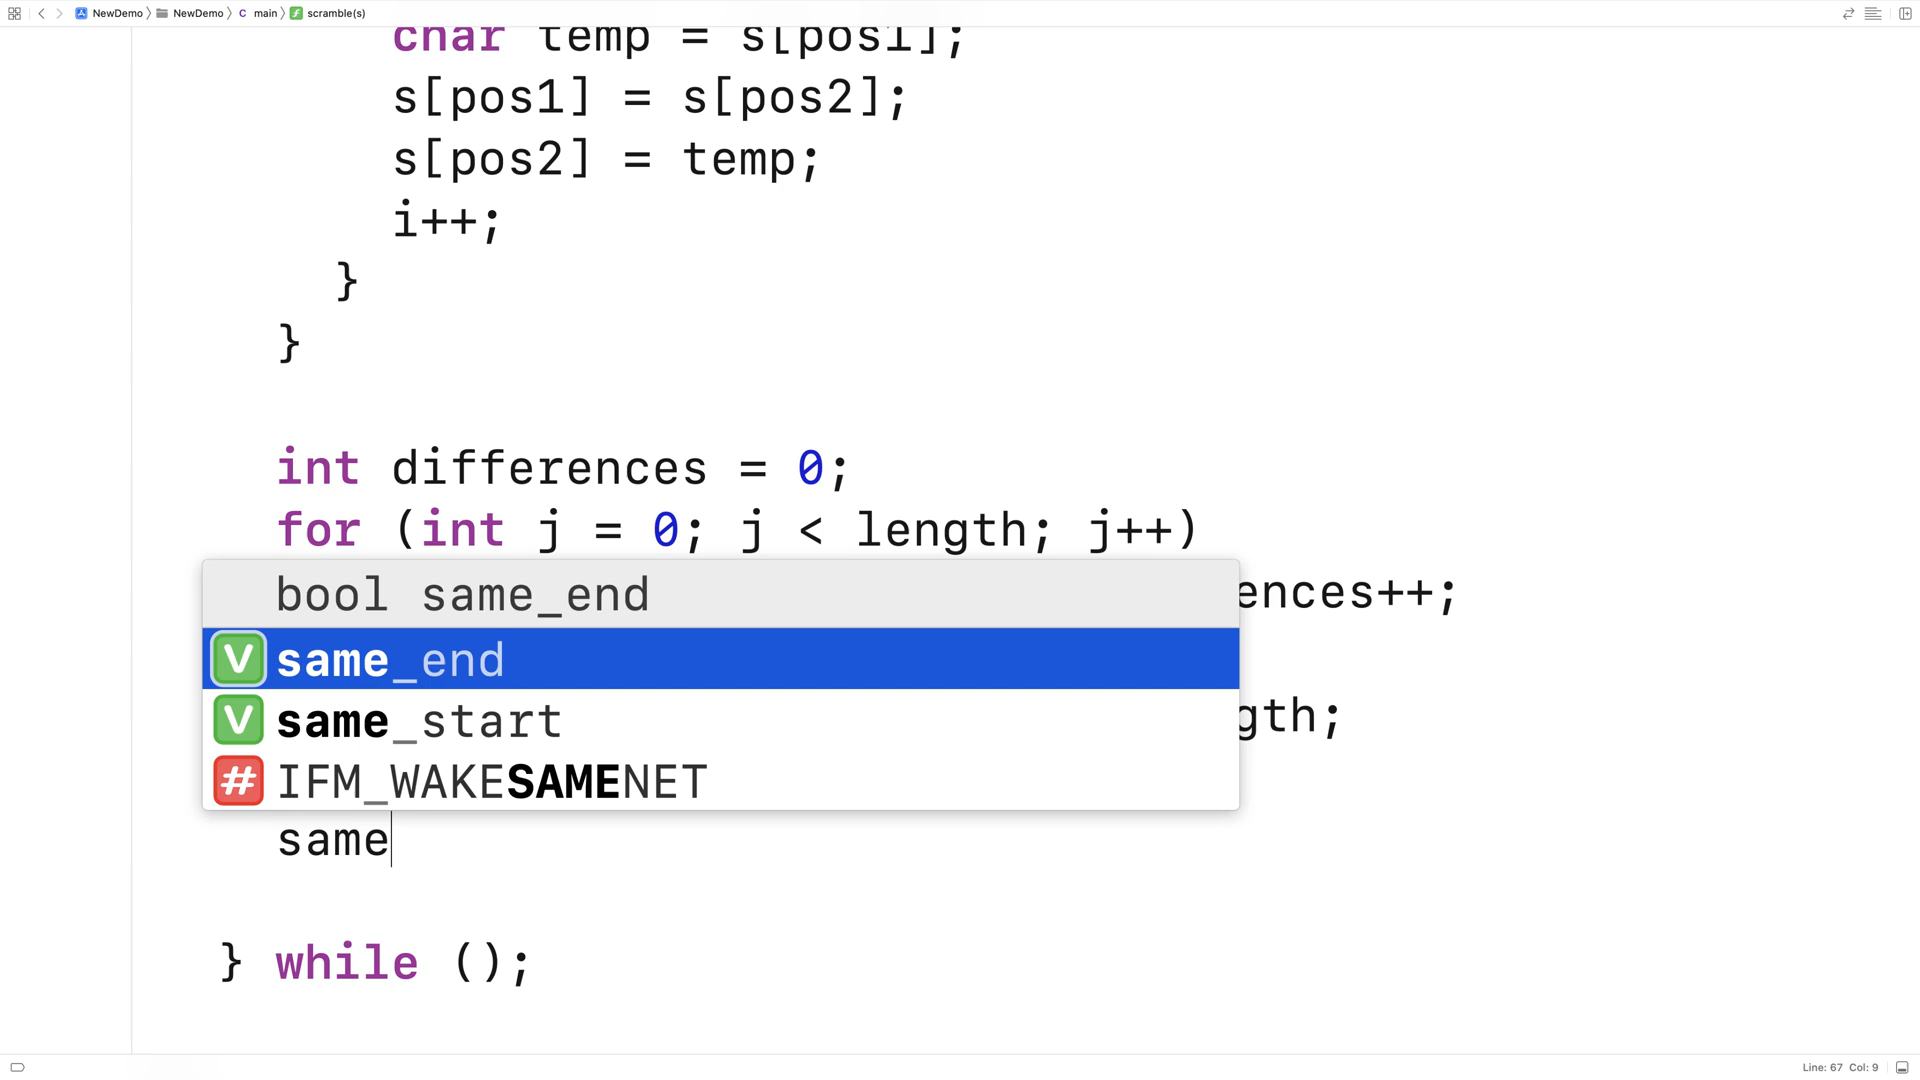 NewDemo NewDemo C main f scramble(s)
char temp = s[pos1];
s[pos1] = s[pos2];
s[pos2] = temp;
i++;
}
}
int differences = 0;
for (int j = 0; j < length; j++)
ences++;
bool same_end
V same_end
gth;
V same_start
# IFM_WAKESAMENET
same
} while ();
Line: 67 Col: 9